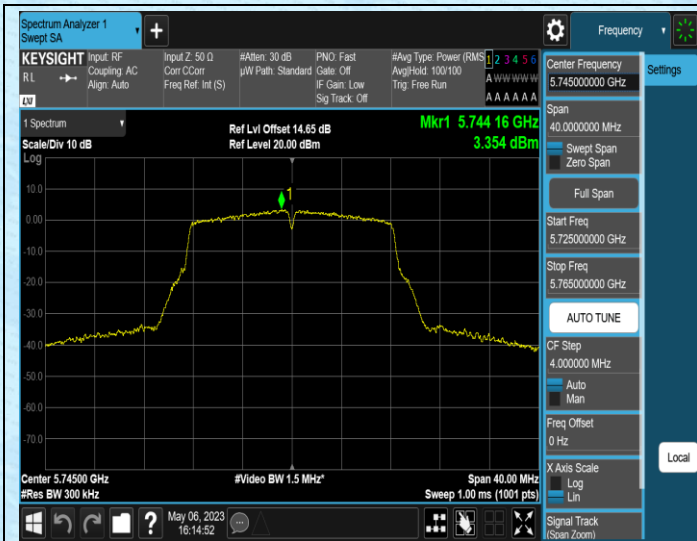 Spectrum Analyzer 1
Swept SA
Frequency
KEYSIGHT
R L
LXI
Input: RF
Coupling: AC
Align: Auto
Input Z: 50 Ω
Corr CCorr
Freq Ref: Int (S)
#Atten: 30 dB
µW Path: Standard
PNO: Fast
Gate: Off
IF Gain: Low
Sig Track: Off
#Avg Type: Power (RMS
Avg|Hold: 100/100
Trig: Free Run
1 2 3 4 5 6
A W W W W W
A A A A A A
1 Spectrum
Scale/Div 10 dB
Log
Ref Lvl Offset 14.65 dB
Ref Level 20.00 dBm
Mkr1 5.744 16 GHz
3.354 dBm
1
10.0
0.00
-10.0
-20.0
-30.0
-40.0
-50.0
-60.0
-70.0
Center 5.74500 GHz
#Res BW 300 kHz
#Video BW 1.5 MHz*
Span 40.00 MHz
Sweep 1.00 ms (1001 pts)
May 06, 2023
16:14:52
Center Frequency
5.745000000 GHz
Span
40.0000000 MHz
Swept Span
Zero Span
Full Span
Start Freq
5.725000000 GHz
Stop Freq
5.765000000 GHz
AUTO TUNE
CF Step
4.000000 MHz
Auto
Man
Freq Offset
0 Hz
X Axis Scale
Log
Lin
Signal Track
(Span Zoom)
Settings
Local